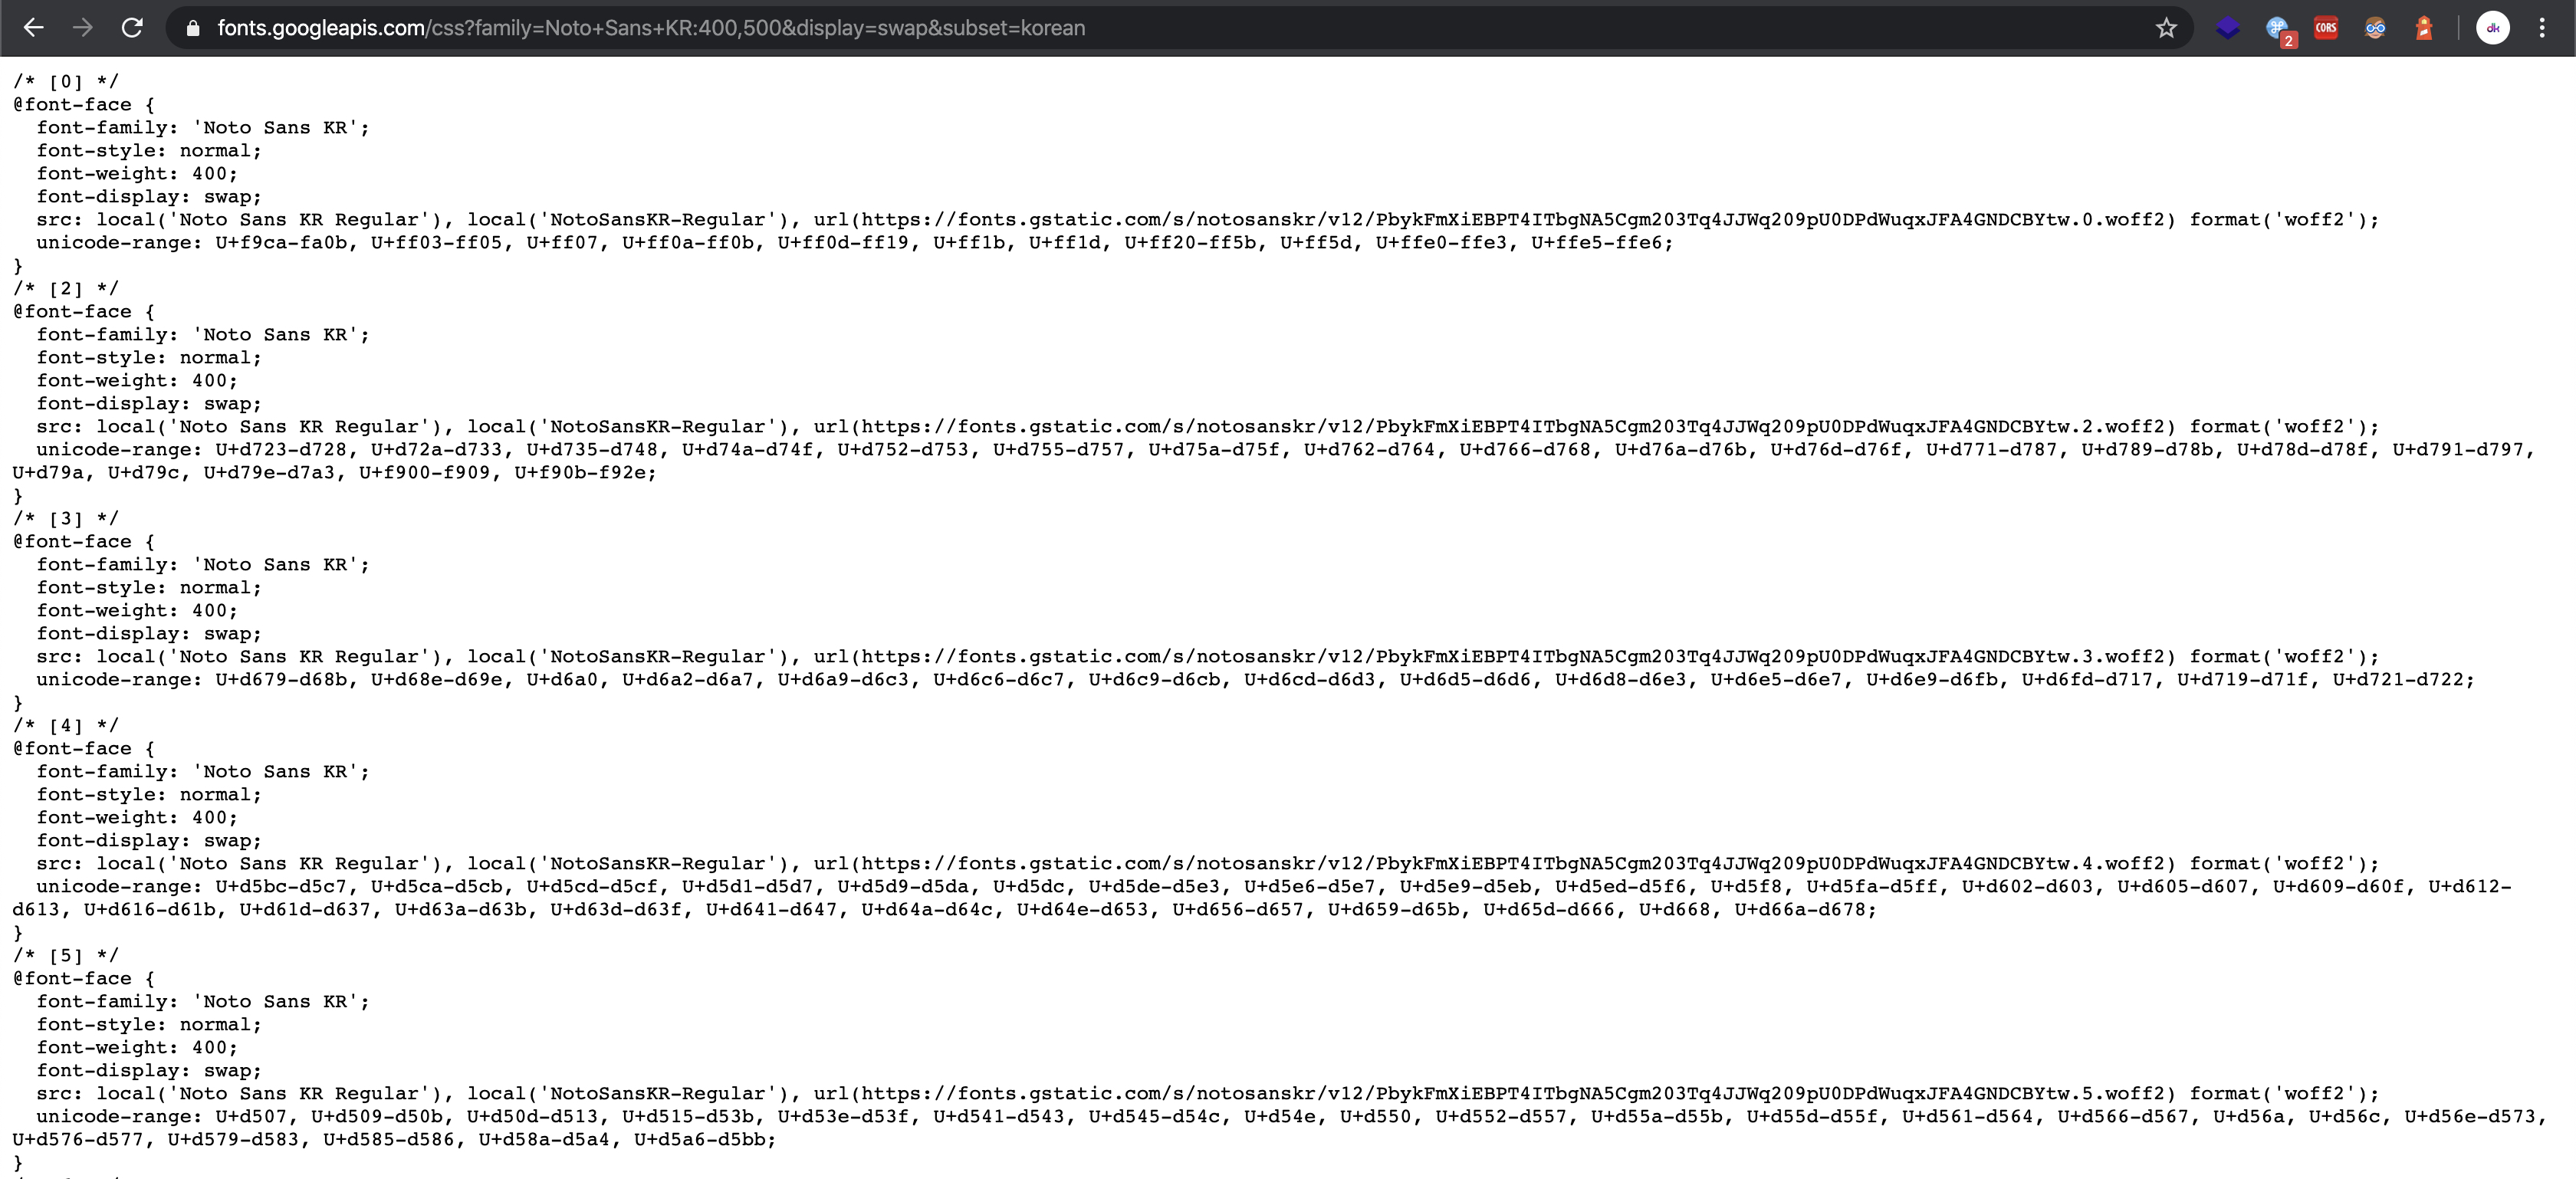 fonts.googleapis.com/css?family=Noto+Sans+KR:400,500&display=swap&subset=korean
2
CORS
dk
/* [0] */
@font-face {
  font-family: 'Noto Sans KR';
  font-style: normal;
  font-weight: 400;
  font-display: swap;
  src: local('Noto Sans KR Regular'), local('NotoSansKR-Regular'), url(https://fonts.gstatic.com/s/notosanskr/v12/PbykFmXiEBPT4ITbgNA5Cgm203Tq4JJWq209pU0DPdWuqxJFA4GNDCBYtw.0.woff2) format('woff2');
  unicode-range: U+f9ca-fa0b, U+ff03-ff05, U+ff07, U+ff0a-ff0b, U+ff0d-ff19, U+ff1b, U+ff1d, U+ff20-ff5b, U+ff5d, U+ffe0-ffe3, U+ffe5-ffe6;
}
/* [2] */
@font-face {
  font-family: 'Noto Sans KR';
  font-style: normal;
  font-weight: 400;
  font-display: swap;
  src: local('Noto Sans KR Regular'), local('NotoSansKR-Regular'), url(https://fonts.gstatic.com/s/notosanskr/v12/PbykFmXiEBPT4ITbgNA5Cgm203Tq4JJWq209pU0DPdWuqxJFA4GNDCBYtw.2.woff2) format('woff2');
  unicode-range: U+d723-d728, U+d72a-d733, U+d735-d748, U+d74a-d74f, U+d752-d753, U+d755-d757, U+d75a-d75f, U+d762-d764, U+d766-d768, U+d76a-d76b, U+d76d-d76f, U+d771-d787, U+d789-d78b, U+d78d-d78f, U+d791-d797,
U+d79a, U+d79c, U+d79e-d7a3, U+f900-f909, U+f90b-f92e;
}
/* [3] */
@font-face {
  font-family: 'Noto Sans KR';
  font-style: normal;
  font-weight: 400;
  font-display: swap;
  src: local('Noto Sans KR Regular'), local('NotoSansKR-Regular'), url(https://fonts.gstatic.com/s/notosanskr/v12/PbykFmXiEBPT4ITbgNA5Cgm203Tq4JJWq209pU0DPdWuqxJFA4GNDCBYtw.3.woff2) format('woff2');
  unicode-range: U+d679-d68b, U+d68e-d69e, U+d6a0, U+d6a2-d6a7, U+d6a9-d6c3, U+d6c6-d6c7, U+d6c9-d6cb, U+d6cd-d6d3, U+d6d5-d6d6, U+d6d8-d6e3, U+d6e5-d6e7, U+d6e9-d6fb, U+d6fd-d717, U+d719-d71f, U+d721-d722;
}
/* [4] */
@font-face {
  font-family: 'Noto Sans KR';
  font-style: normal;
  font-weight: 400;
  font-display: swap;
  src: local('Noto Sans KR Regular'), local('NotoSansKR-Regular'), url(https://fonts.gstatic.com/s/notosanskr/v12/PbykFmXiEBPT4ITbgNA5Cgm203Tq4JJWq209pU0DPdWuqxJFA4GNDCBYtw.4.woff2) format('woff2');
  unicode-range: U+d5bc-d5c7, U+d5ca-d5cb, U+d5cd-d5cf, U+d5d1-d5d7, U+d5d9-d5da, U+d5dc, U+d5de-d5e3, U+d5e6-d5e7, U+d5e9-d5eb, U+d5ed-d5f6, U+d5f8, U+d5fa-d5ff, U+d602-d603, U+d605-d607, U+d609-d60f, U+d612-
d613, U+d616-d61b, U+d61d-d637, U+d63a-d63b, U+d63d-d63f, U+d641-d647, U+d64a-d64c, U+d64e-d653, U+d656-d657, U+d659-d65b, U+d65d-d666, U+d668, U+d66a-d678;
}
/* [5] */
@font-face {
  font-family: 'Noto Sans KR';
  font-style: normal;
  font-weight: 400;
  font-display: swap;
  src: local('Noto Sans KR Regular'), local('NotoSansKR-Regular'), url(https://fonts.gstatic.com/s/notosanskr/v12/PbykFmXiEBPT4ITbgNA5Cgm203Tq4JJWq209pU0DPdWuqxJFA4GNDCBYtw.5.woff2) format('woff2');
  unicode-range: U+d507, U+d509-d50b, U+d50d-d513, U+d515-d53b, U+d53e-d53f, U+d541-d543, U+d545-d54c, U+d54e, U+d550, U+d552-d557, U+d55a-d55b, U+d55d-d55f, U+d561-d564, U+d566-d567, U+d56a, U+d56c, U+d56e-d573,
U+d576-d577, U+d579-d583, U+d585-d586, U+d58a-d5a4, U+d5a6-d5bb;
}